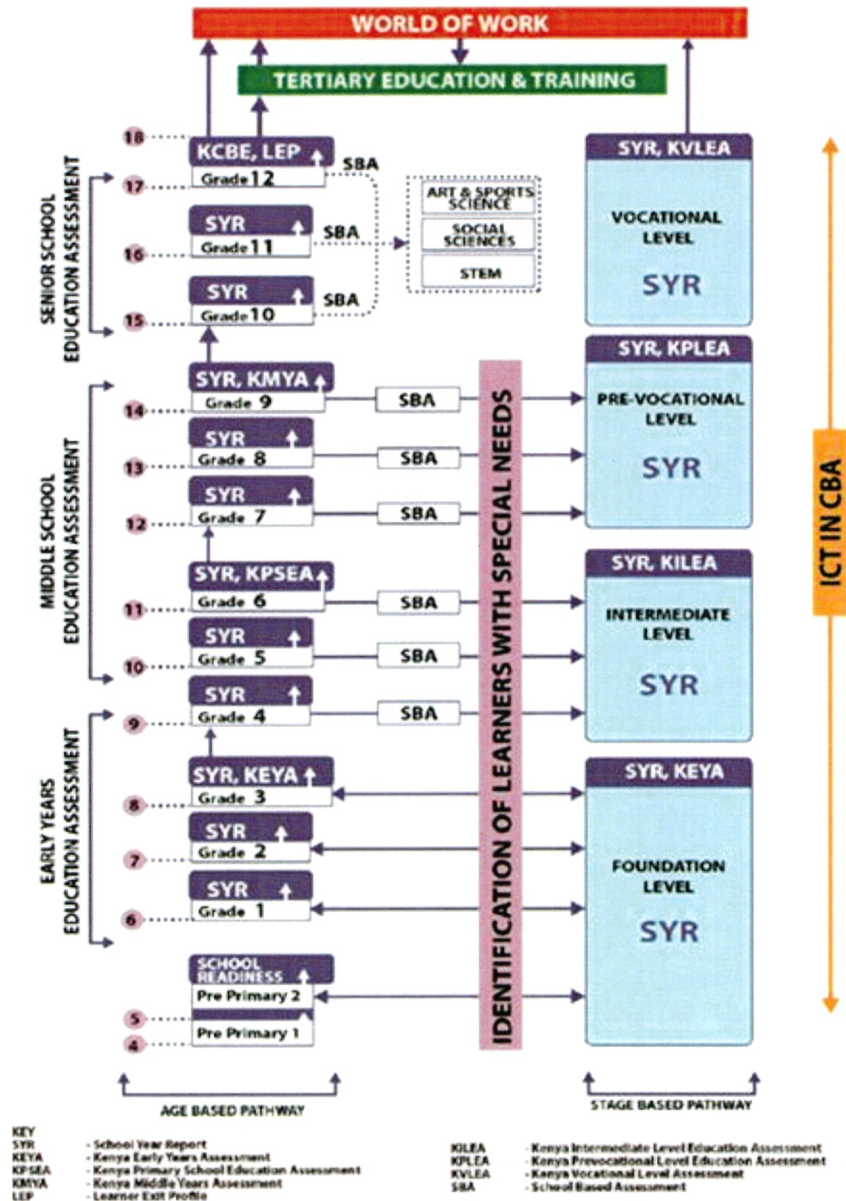 WORLD OF WORK
TERTIARY EDUCATION & TRAINING
18
KCBE, LEP
SBA
Grade 12
17
SYR
SBA
Grade 11
16
SYR
SBA
Grade 10
15
SENIOR SCHOOL
EDUCATION ASSESSMENT
ART & SPORTS
SCIENCE
SOCIAL
SCIENCES
STEM
SYR, KVLEA
VOCATIONAL
LEVEL
SYR
SYR, KMYA
Grade 9
SBA
14
SYR
Grade 8
SBA
13
SYR
Grade 7
SBA
12
SYR, KPSEA
Grade 6
SBA
11
SYR
Grade 5
SBA
10
SYR
Grade 4
SBA
9
MIDDLE SCHOOL
EDUCATION ASSESSMENT
SYR, KPLEA
PRE-VOCATIONAL
LEVEL
SYR
SYR, KILEA
INTERMEDIATE
LEVEL
SYR
SYR, KEYA
Grade 3
8
SYR
Grade 2
7
SYR
Grade 1
6
EARLY YEARS
EDUCATION ASSESSMENT
SCHOOL
READINESS
Pre Primary 2
5
Pre Primary 1
4
SYR, KEYA
FOUNDATION
LEVEL
SYR
IDENTIFICATION OF LEARNERS WITH SPECIAL NEEDS
ICT IN CBA
AGE BASED PATHWAY
STAGE BASED PATHWAY
KEY
SYR - School Year Report
KEYA - Kenya Early Years Assessment
KPSEA - Kenya Primary School Education Assessment
KMYA - Kenya Middle Years Assessment
LEP - Learner Exit Profile
KILEA - Kenya Intermediate Level Education Assessment
KPLEA - Kenya Prevocational Level Education Assessment
KVLEA - Kenya Vocational Level Assessment
SBA - School Based Assessment